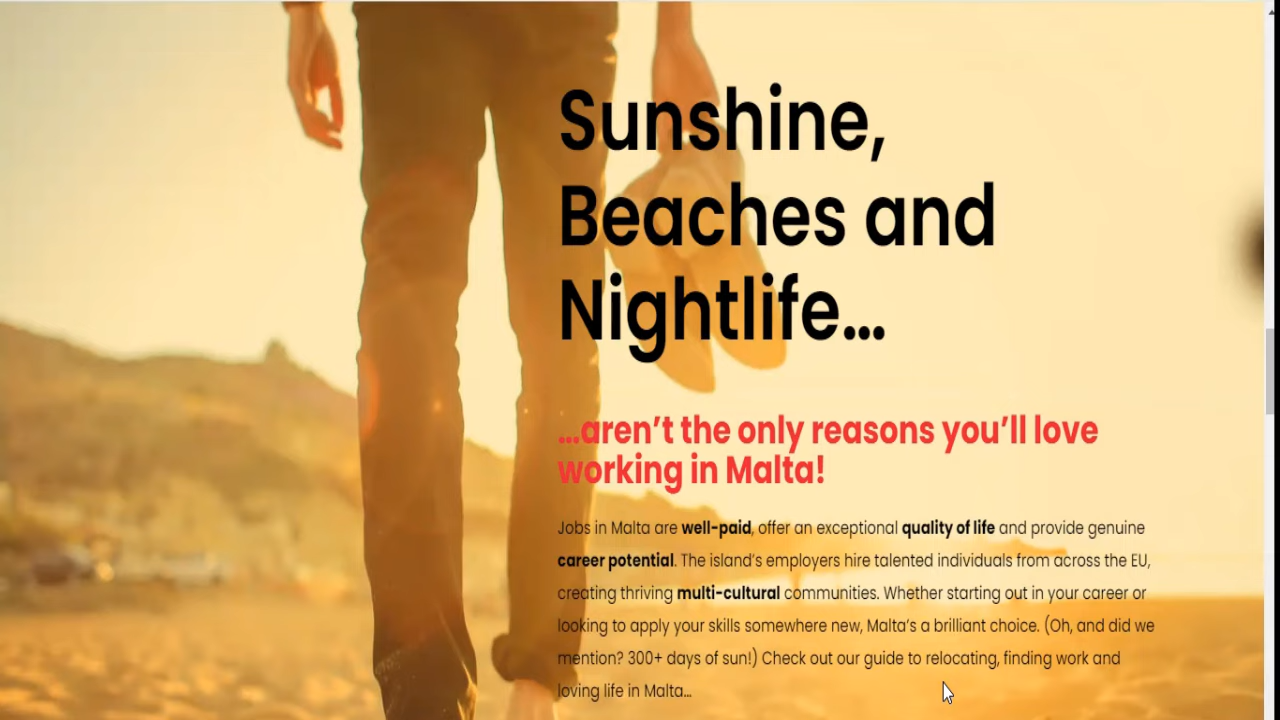 Sunshine,
Beaches and
Nightlife...
...aren't the only reasons you'll love
working in Malta!
Jobs in Malta are well-paid, offer an exceptional quality of life and provide genuine
career potential. The island's employers hire talented individuals from across the EU,
creating thriving multi-cultural communities. Whether starting out in your career or
looking to apply your skills somewhere new, Malta's a brilliant choice. (Oh, and did we
mention? 300+ days of sun!) Check out our guide to relocating, finding work and
loving life in Malta...